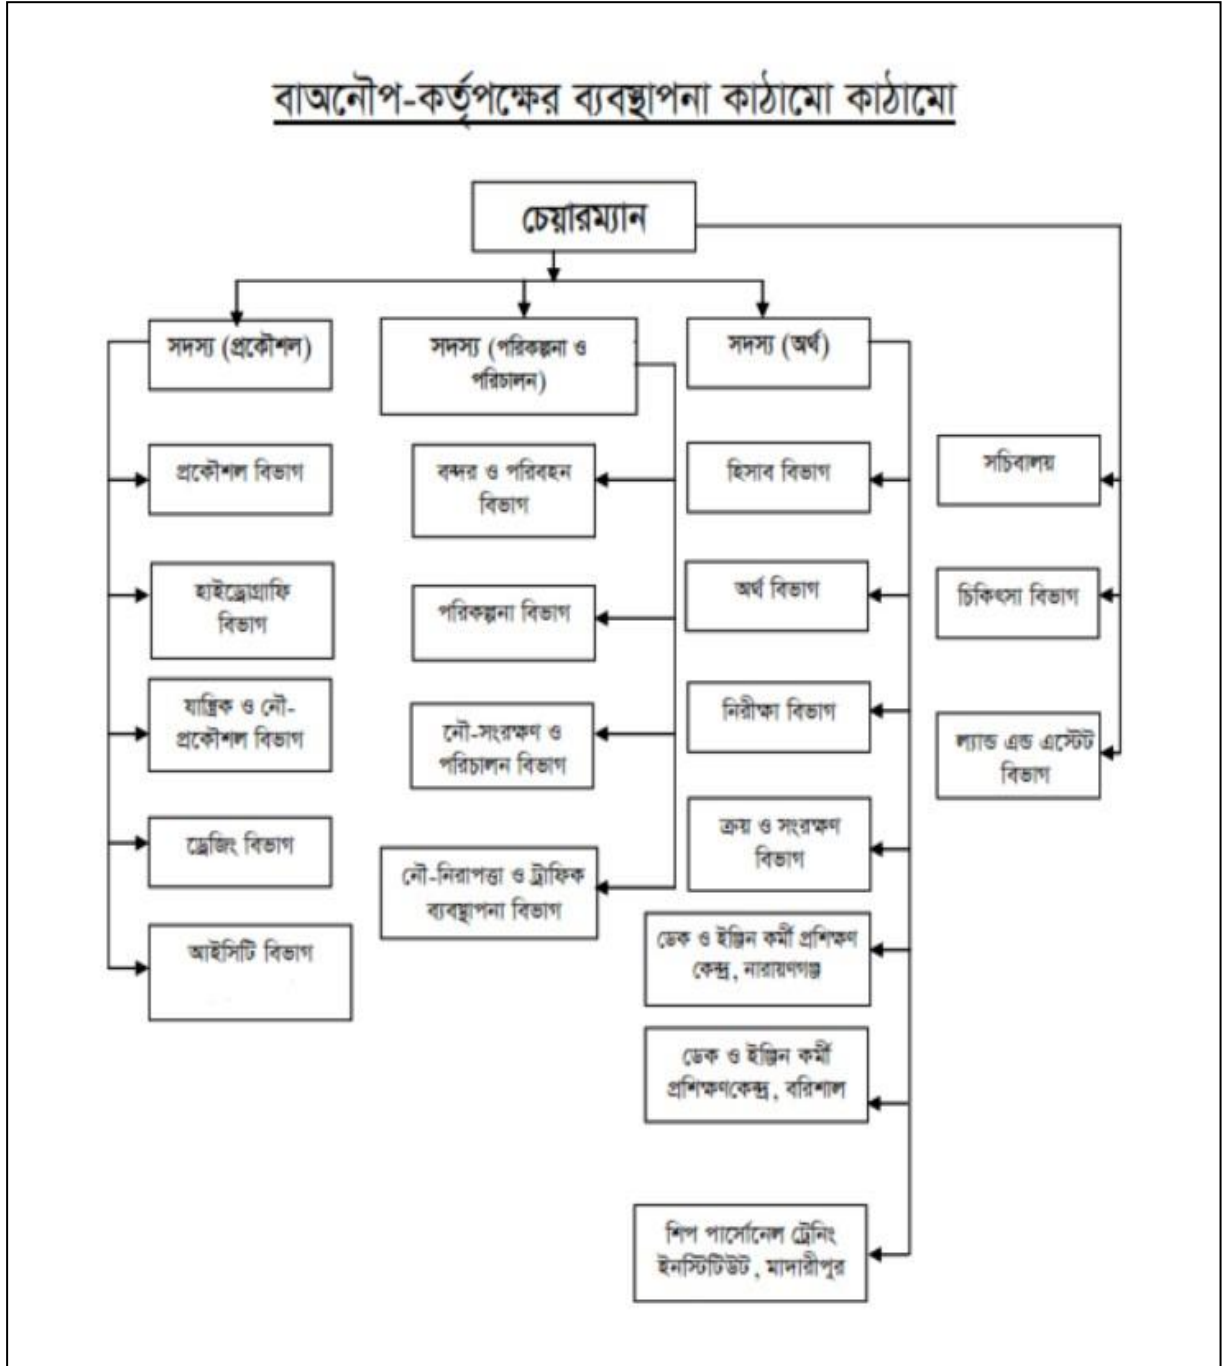 বাঅনৌপ-কর্তৃপক্ষের ব্যবস্থাপনা কাঠামো কাঠামো
চেয়ারম্যান
সদস্য (প্রকৌশল)
প্রকৌশল বিভাগ
হাইড্রোগ্রাফি
বিভাগ
যান্ত্রিক ও নৌ-
প্রকৌশল বিভাগ
ড্রেজিং বিভাগ
আইসিটি বিভাগ
সদস্য (পরিকল্পনা ও
পরিচালন)
বন্দর ও পরিবহন
বিভাগ
পরিকল্পনা বিভাগ
নৌ-সংরক্ষণ ও
পরিচালন বিভাগ
নৌ-নিরাপত্তা ও ট্রাফিক
ব্যবস্থাপনা বিভাগ
সদস্য (অর্থ)
হিসাব বিভাগ
অর্থ বিভাগ
নিরীক্ষা বিভাগ
ক্রয় ও সংরক্ষণ
বিভাগ
ডেক ও ইঞ্জিন কর্মী প্রশিক্ষণ
কেন্দ্র, নারায়ণগঞ্জ
ডেক ও ইঞ্জিন কর্মী
প্রশিক্ষণকেন্দ্র, বরিশাল
শিপ পার্সোনেল ট্রেনিং
ইনস্টিটিউট, মাদারীপুর
সচিবালয়
চিকিৎসা বিভাগ
ল্যান্ড এন্ড এস্টেট
বিভাগ